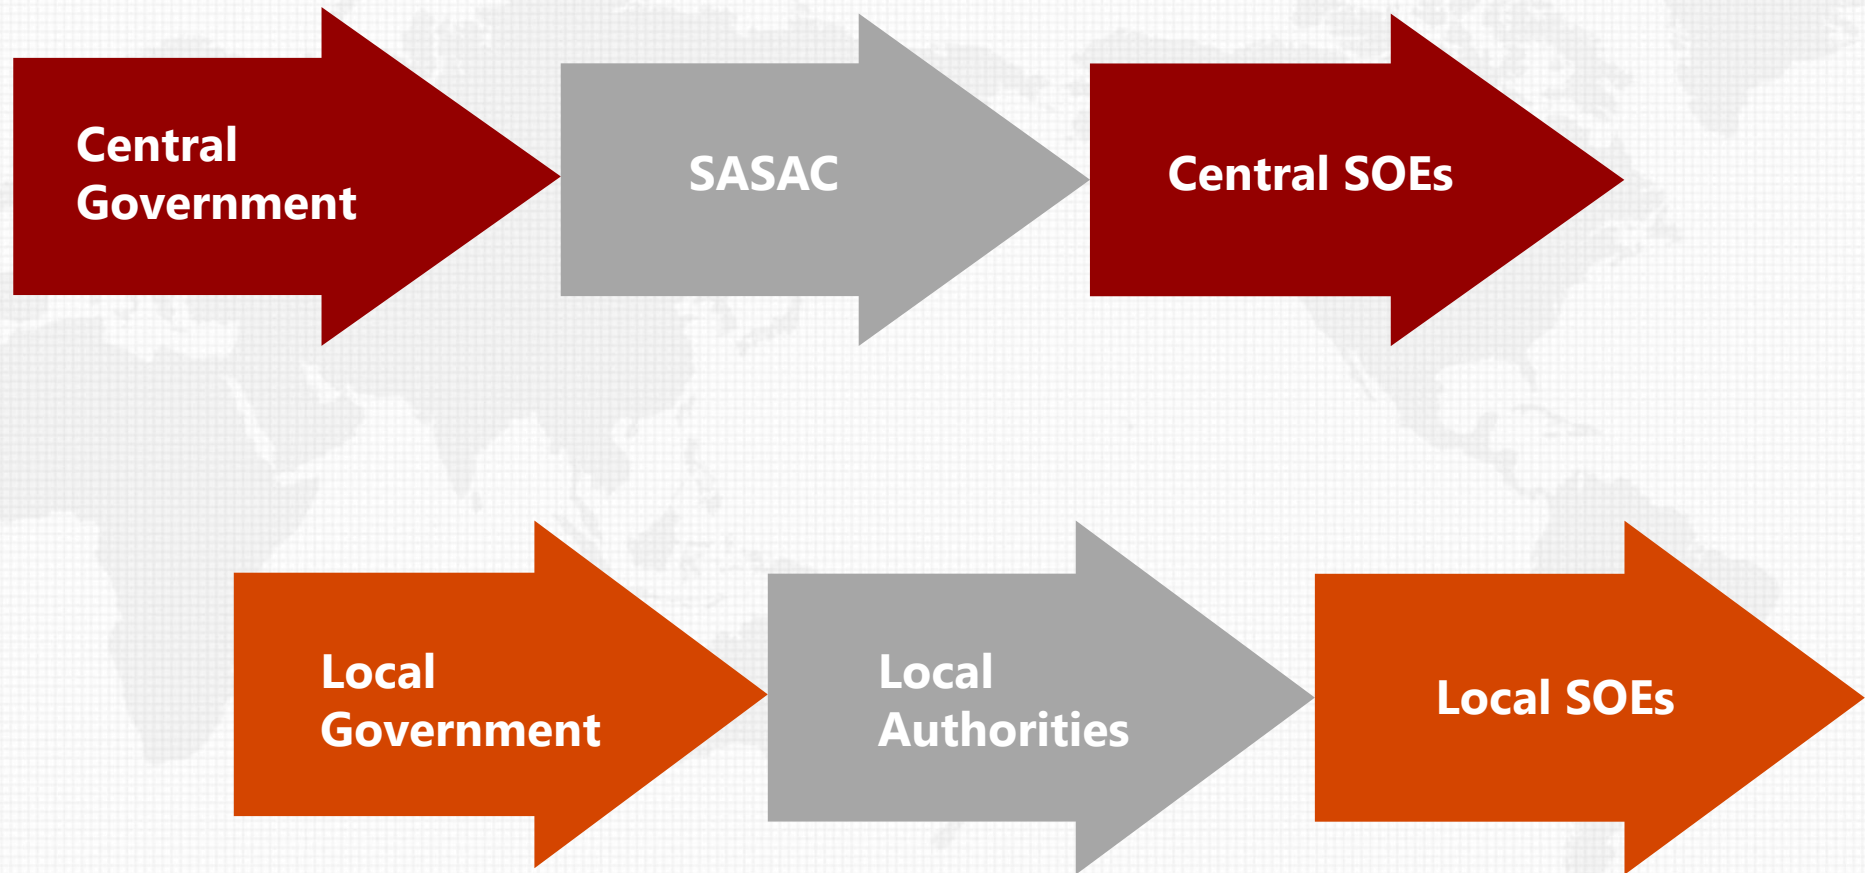 Central
Government
SASAC
Central SOEs
Local
Government
Local
Authorities
Local SOEs